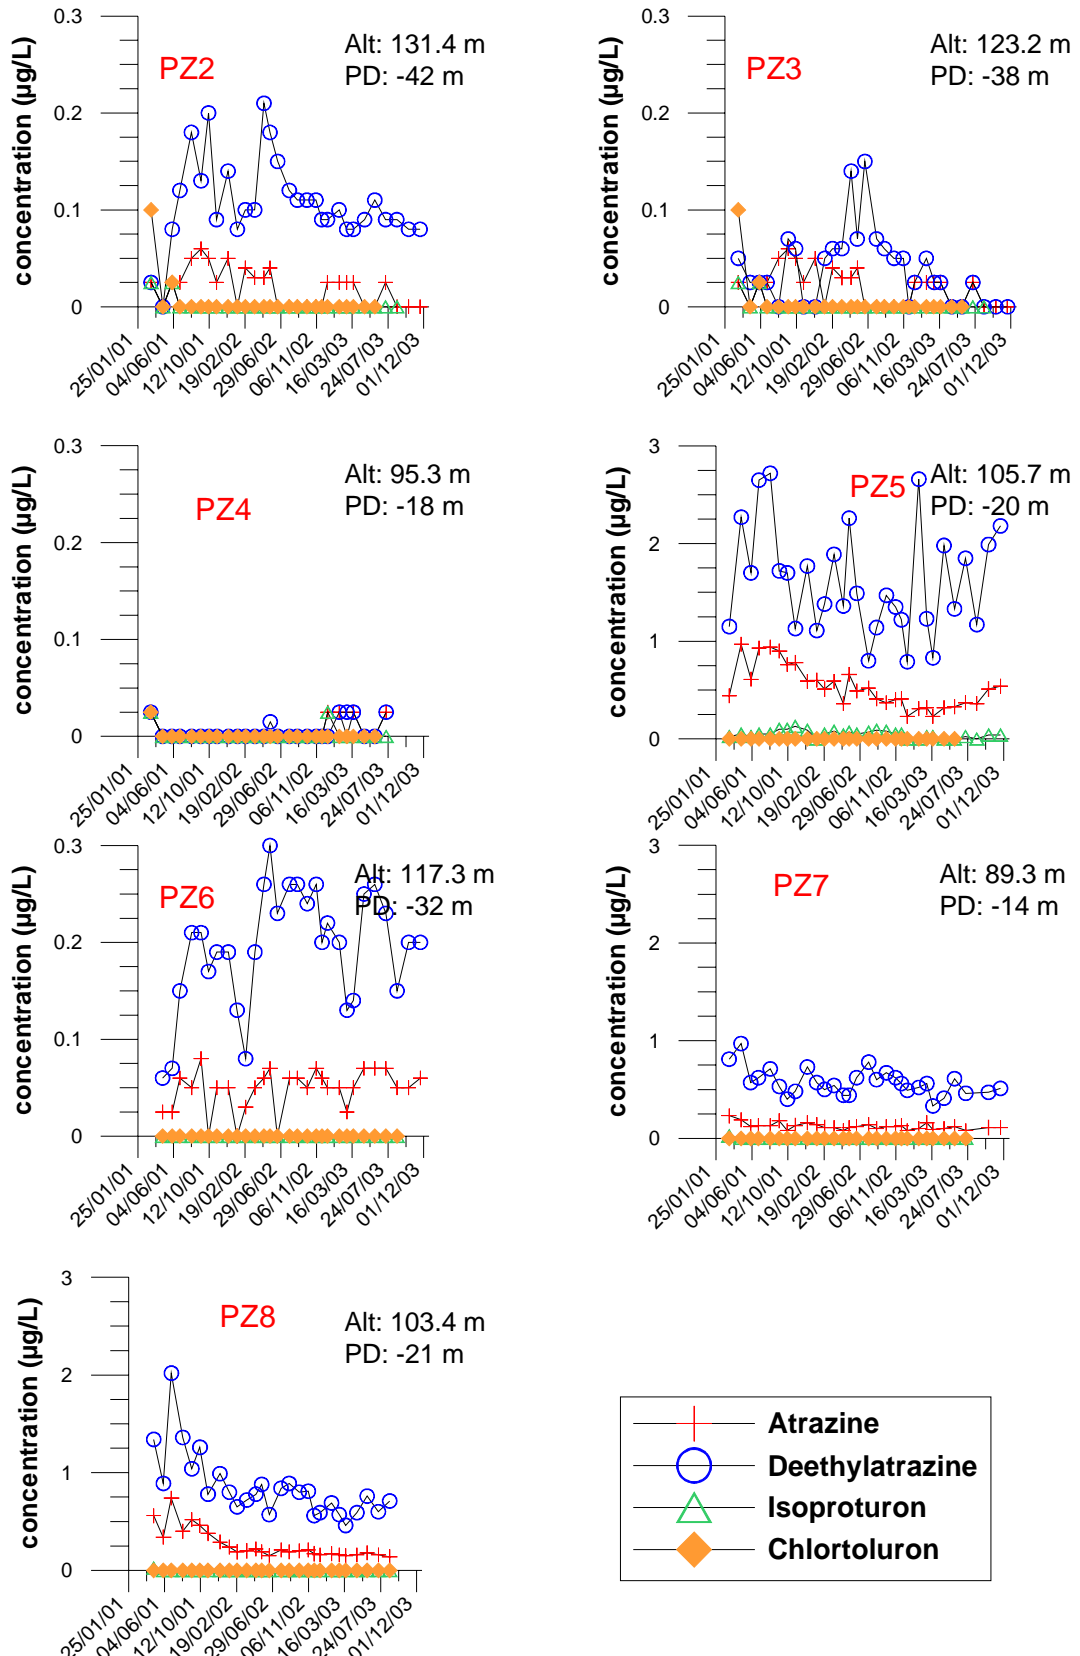 0.3
0.2
0.1
0
concentration (µg/L)
PZ2
Alt: 131.4 m
PD: -42 m
25/01/01
04/06/01
12/10/01
19/02/02
29/06/02
06/11/02
16/03/03
24/07/03
01/12/03
0.3
0.2
0.1
0
concentration (µg/L)
PZ3
Alt: 123.2 m
PD: -38 m
25/01/01
04/06/01
12/10/01
19/02/02
29/06/02
06/11/02
16/03/03
24/07/03
01/12/03
0.3
0.2
0.1
0
concentration (µg/L)
PZ4
Alt: 95.3 m
PD: -18 m
25/01/01
04/06/01
12/10/01
19/02/02
29/06/02
06/11/02
16/03/03
24/07/03
01/12/03
3
2
1
0
concentration (µg/L)
PZ5
Alt: 105.7 m
PD: -20 m
25/01/01
04/06/01
12/10/01
19/02/02
29/06/02
06/11/02
16/03/03
24/07/03
01/12/03
0.3
0.2
0.1
0
concentration (µg/L)
PZ6
Alt: 117.3 m
PD: -32 m
25/01/01
04/06/01
12/10/01
19/02/02
29/06/02
06/11/02
16/03/03
24/07/03
01/12/03
3
2
1
0
concentration (µg/L)
PZ7
Alt: 89.3 m
PD: -14 m
25/01/01
04/06/01
12/10/01
19/02/02
29/06/02
06/11/02
16/03/03
24/07/03
01/12/03
3
2
1
0
concentration (µg/L)
PZ8
Alt: 103.4 m
PD: -21 m
25/01/01
04/06/01
12/10/01
19/02/02
29/06/02
06/11/02
16/03/03
24/07/03
01/12/03
Atrazine
Deethylatrazine
Isoproturon
Chlortoluron